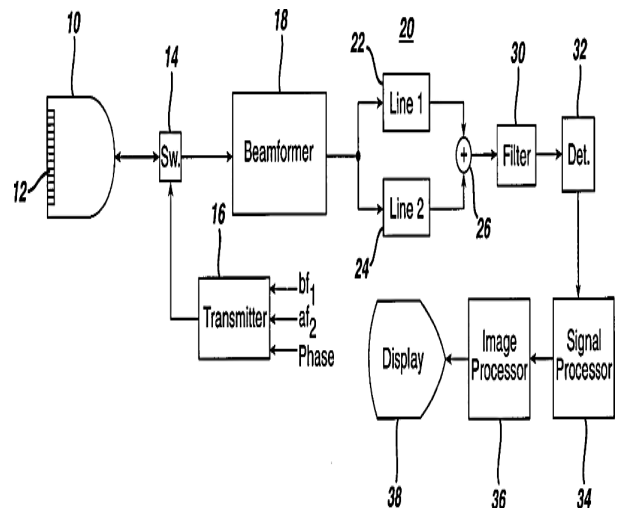 10
18
22
20
32
14
30
Line 1
12
Sw.
Beamformer
+
Filter
Det.
Line 2
26
24
16
bf1
Transmitter
af2
Phase
Display
Image
Processor
Signal
Processor
38
36
34